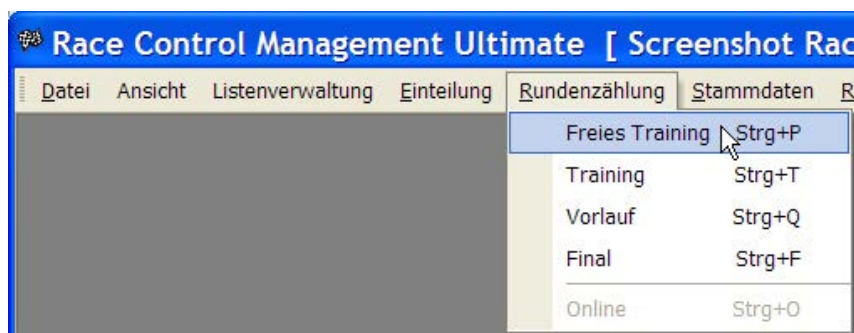 Race Control Management Ultimate [ Screenshot Rac
Datei Ansicht Listenverwaltung Einteilung Rundenzählung Stammdaten R
Freies Training Strg+P
Training Strg+T
Vorlauf Strg+Q
Final Strg+F
Online Strg+O